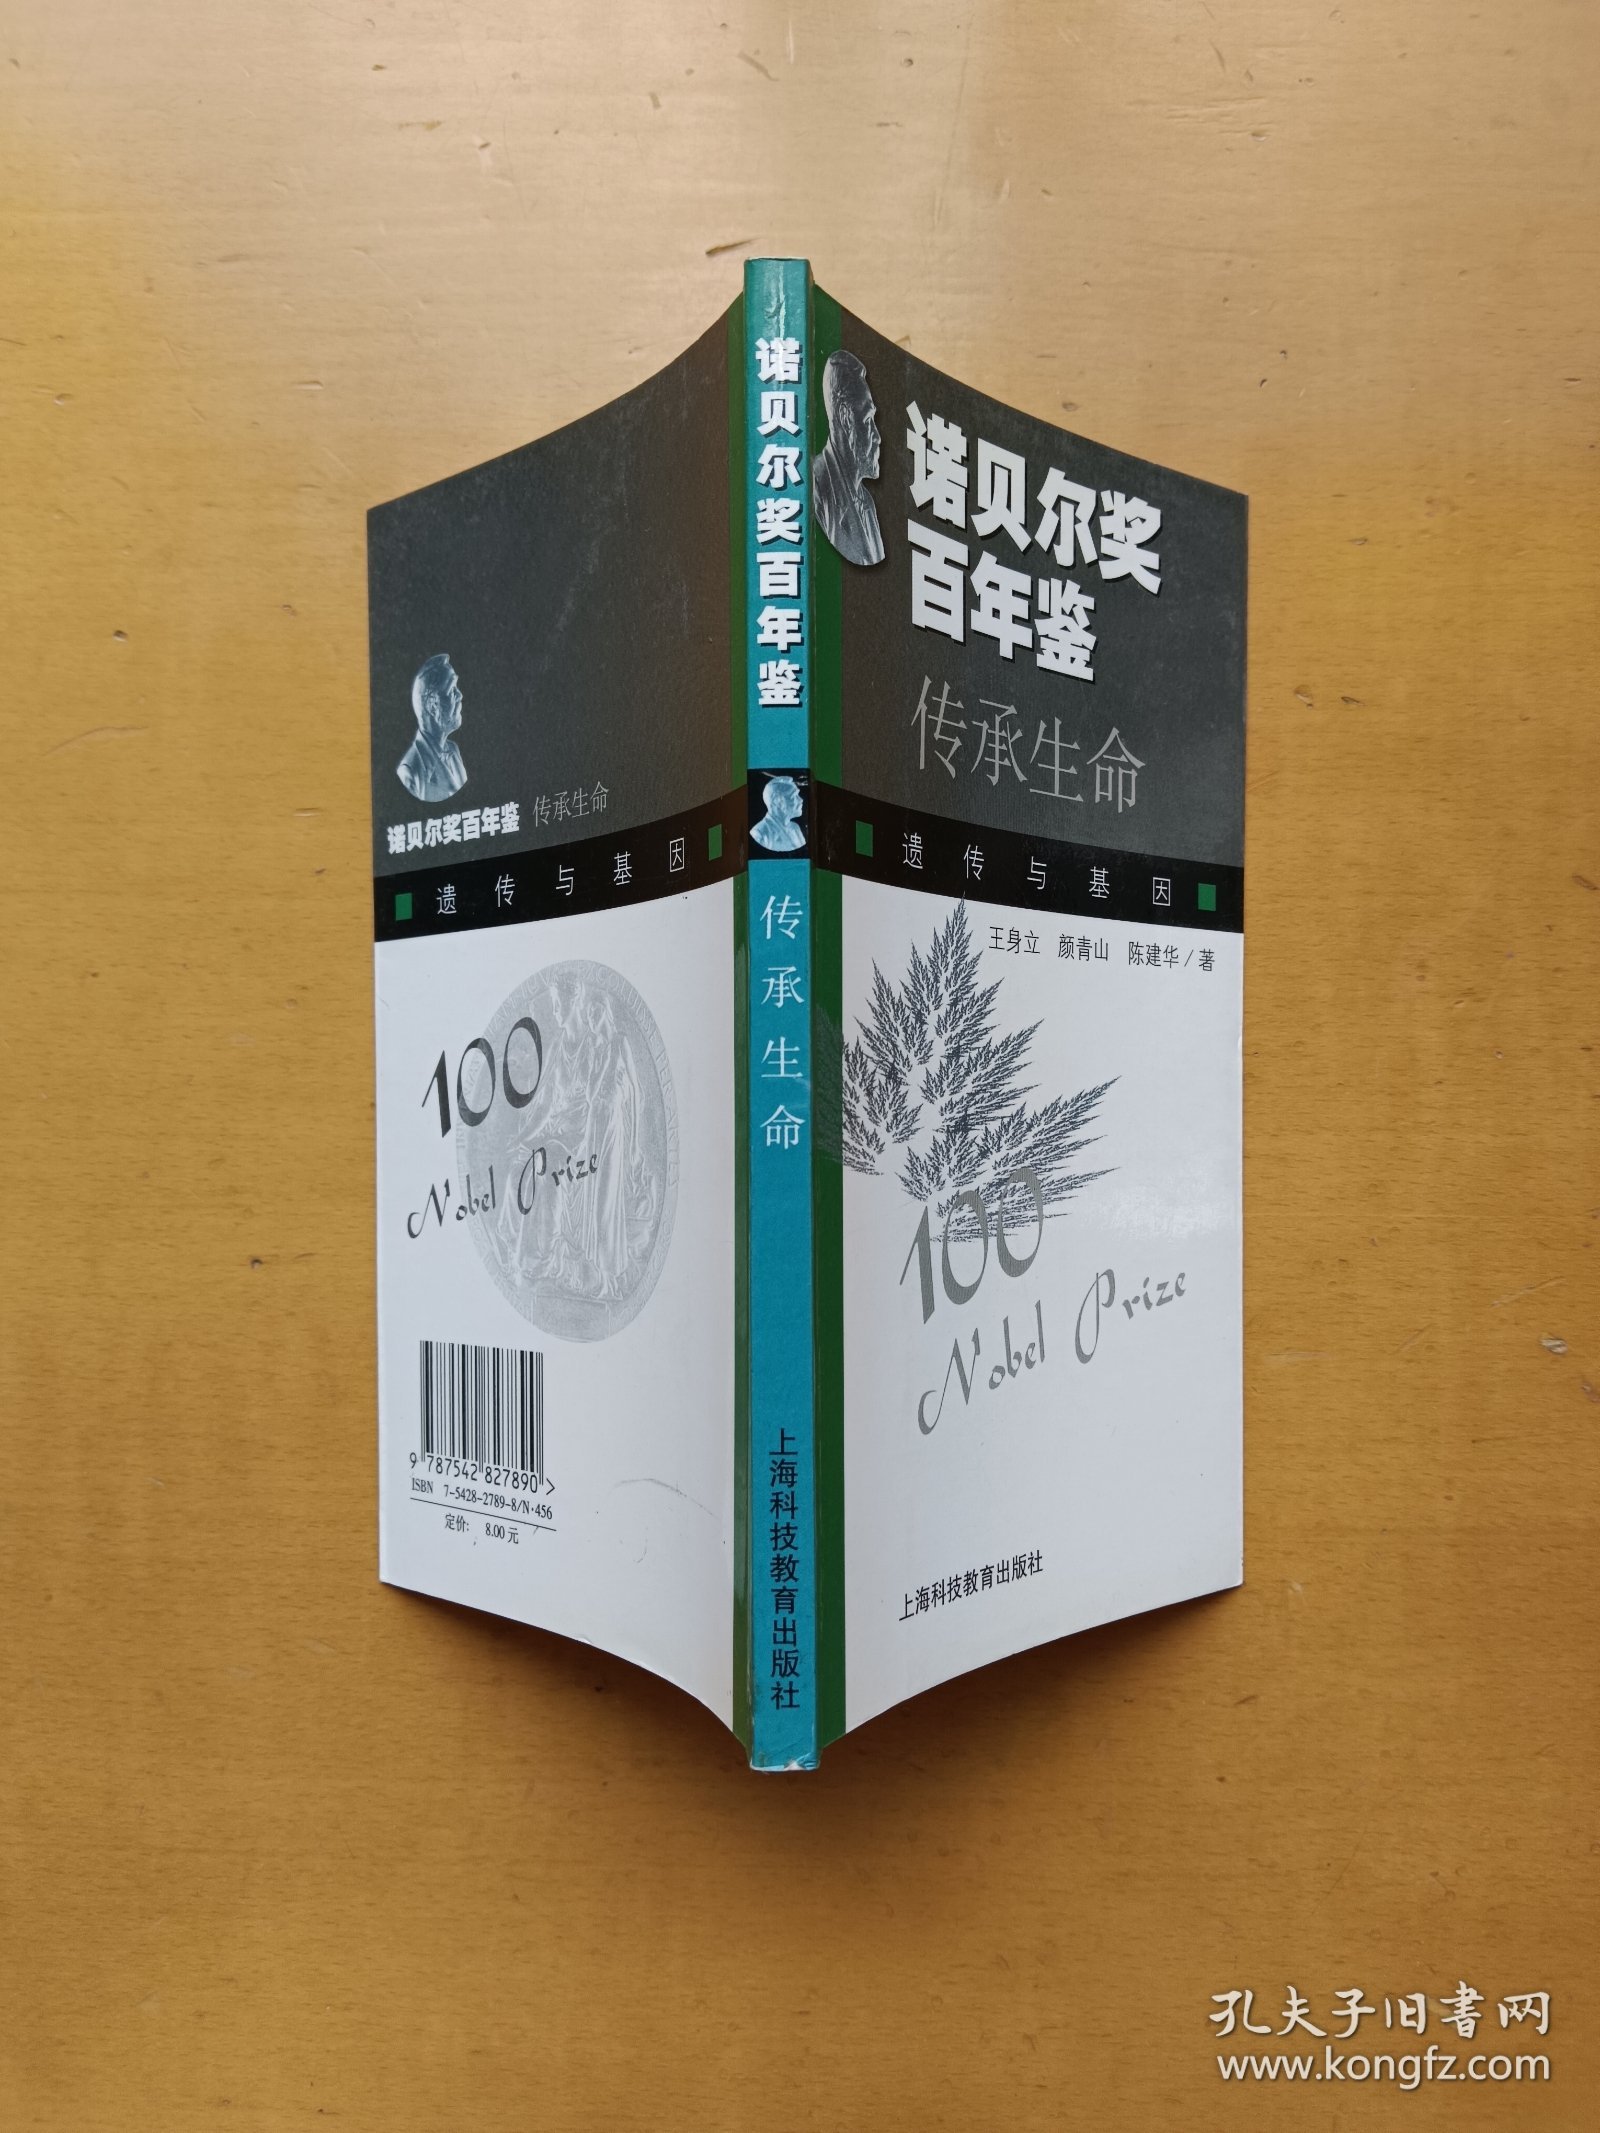 诺贝尔奖百年鉴 传承生命
遗传与基因
100
Nobel Prize
9 787542 827890 >
ISBN 7-5428-2789-8/N·456
定价: 8.00元
诺贝尔奖百年鉴
传承生命
上海科技教育出版社
诺贝尔奖
百年鉴
传承生命
遗传与基因
王身立 颜青山 陈建华/著
100
Nobel Prize
上海科技教育出版社
孔夫子旧书网
www.kongfz.com